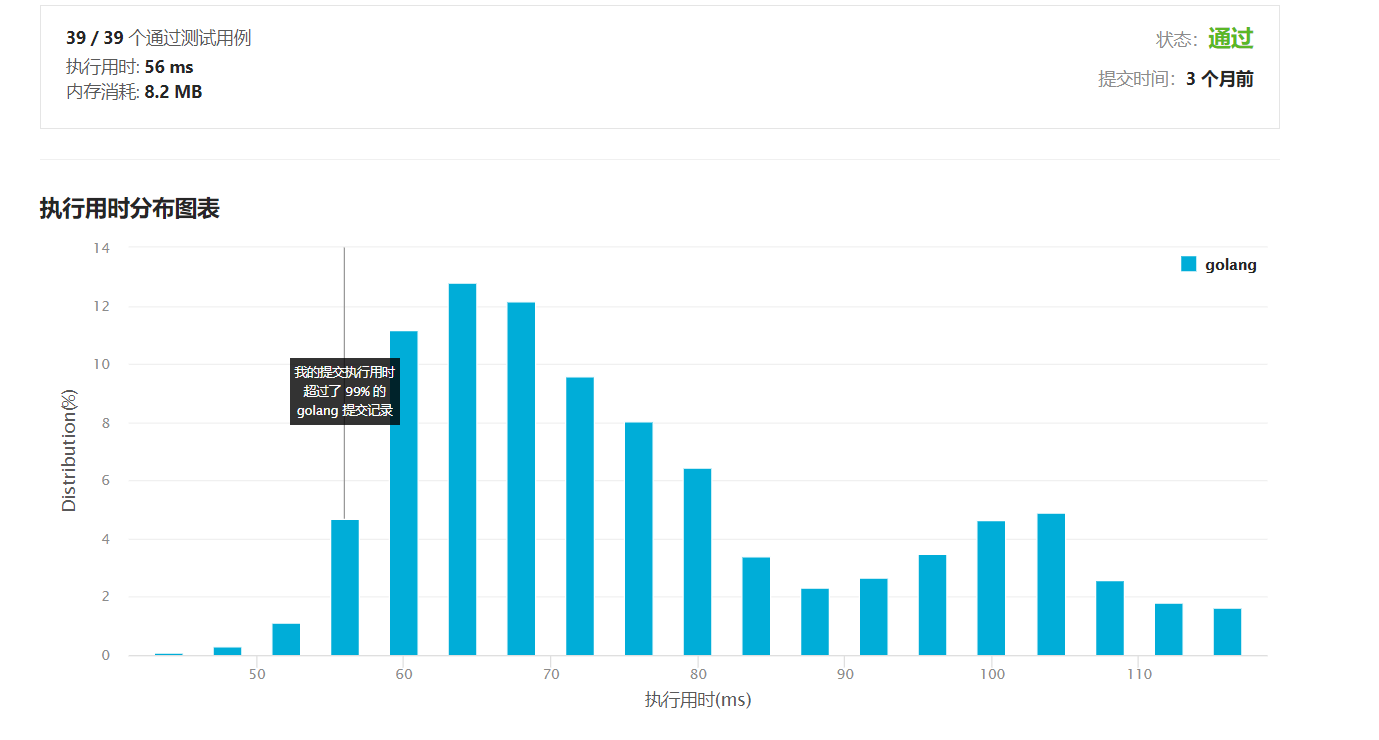 39 / 39 个通过测试用例
状态：通过
执行用时: 56 ms
提交时间：3 个月前
内存消耗: 8.2 MB
执行用时分布图表
golang
我的提交执行用时
超过了 99% 的
golang 提交记录
Distribution(%)
14
12
10
8
6
4
2
0
50 60 70 80 90 100 110
执行用时(ms)